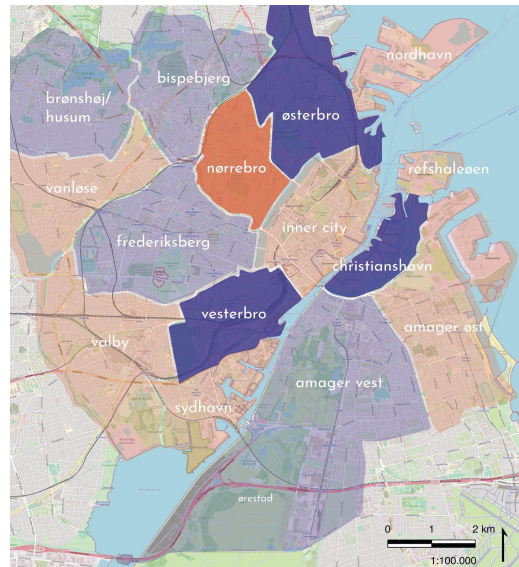 nordhavn
bispebjerg
brønshøj/
husum
østerbro
nørrebro
refshaleøen
vanløse
inner city
frederiksberg
christianshavn
vesterbro
amager øst
valby
amager vest
sydhavn
ørestad
0 1 2 km
1:100.000